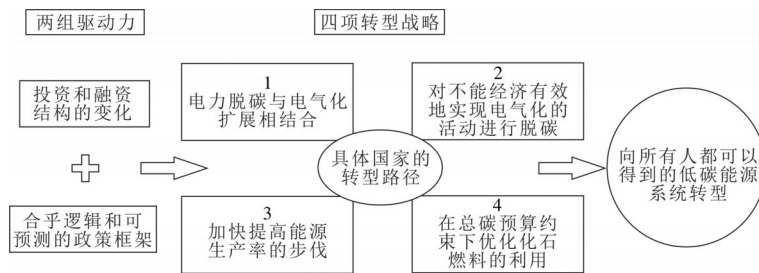 两组驱动力
四项转型战略
投资和融资
结构的变化
合乎逻辑和可
预测的政策框架
1
电力脱碳与电气化
扩展相结合
2
对不能经济有效
地实现电气化的
活动进行脱碳
具体国家的
转型路径
3
加快提高能源
生产率的步伐
4
在总碳预算约
束下优化化石
燃料的利用
向所有人都可以
得到的低碳能源
系统转型